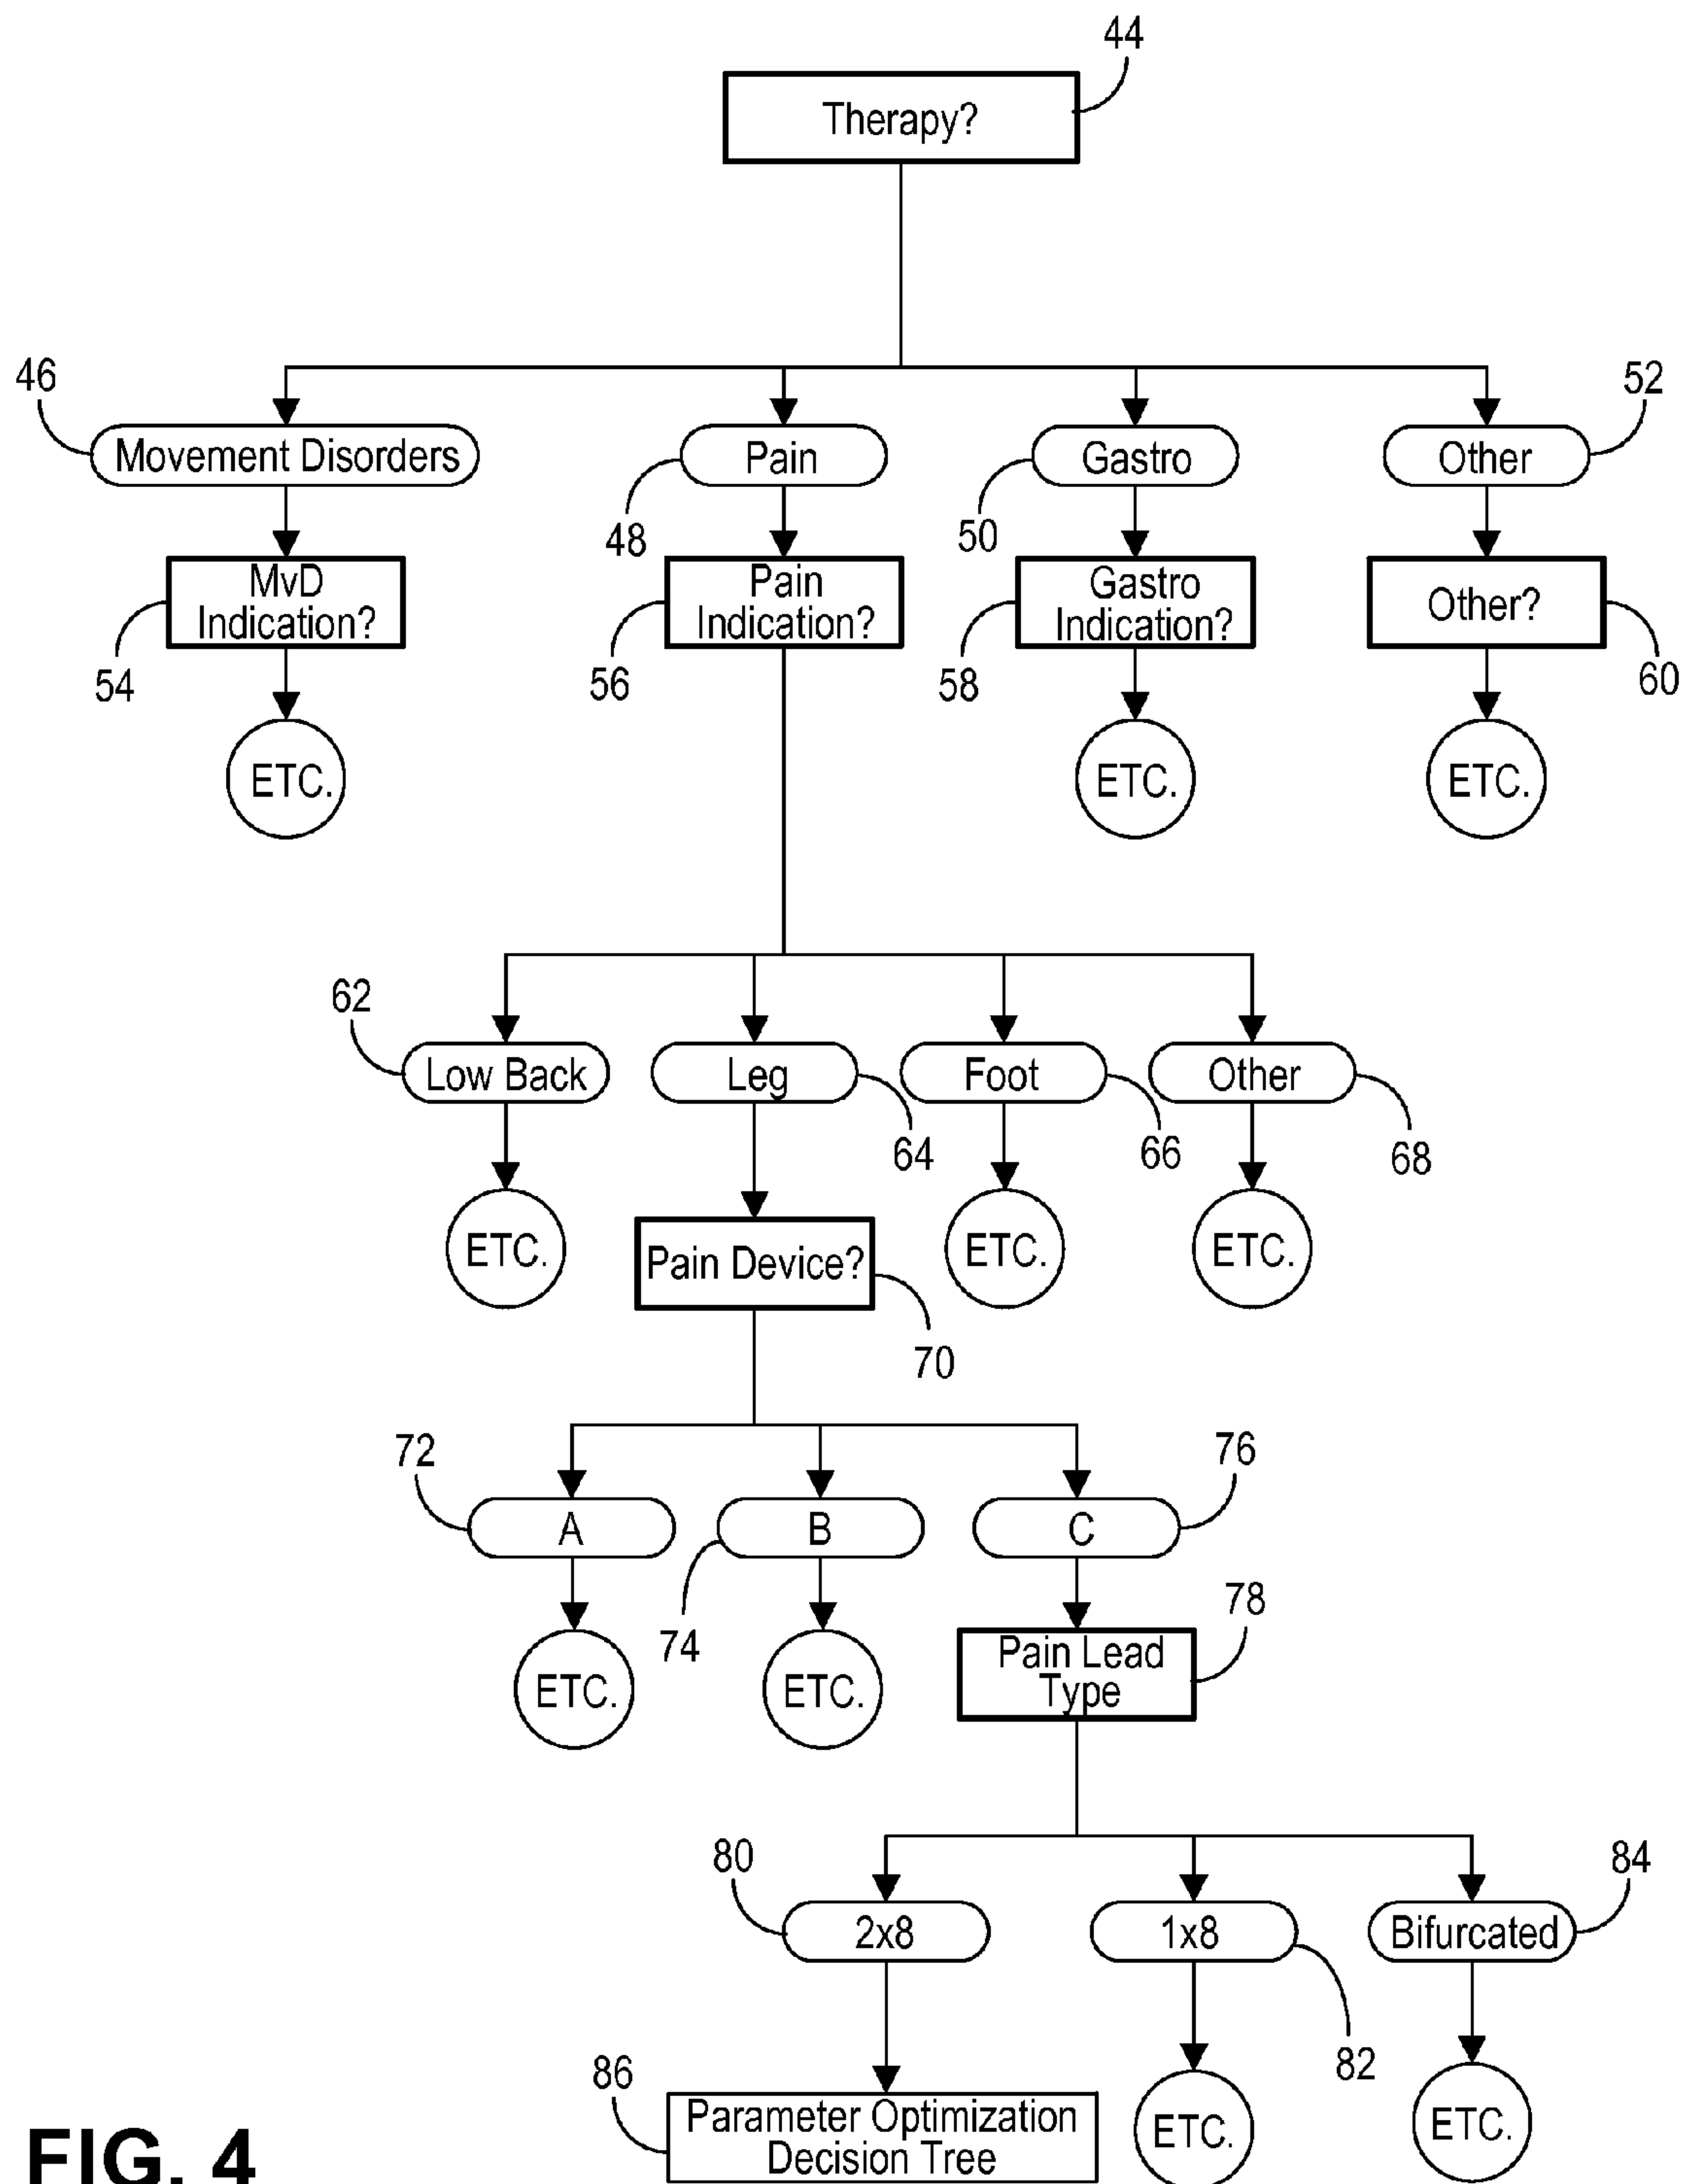 44
Therapy?
46
52
Movement Disorders
Pain
Gastro
Other
48
50
MvD
Indication?
Pain
Indication?
Gastro
Indication?
Other?
54
56
58
60
ETC.
ETC.
ETC.
62
Low Back
Leg
Foot
Other
64
66
68
ETC.
Pain Device?
ETC.
ETC.
70
72
76
A
B
C
74
78
ETC.
ETC.
Pain Lead
Type
80
84
2x8
1x8
Bifurcated
82
86
Parameter Optimization
Decision Tree
ETC.
ETC.
FIG. 4